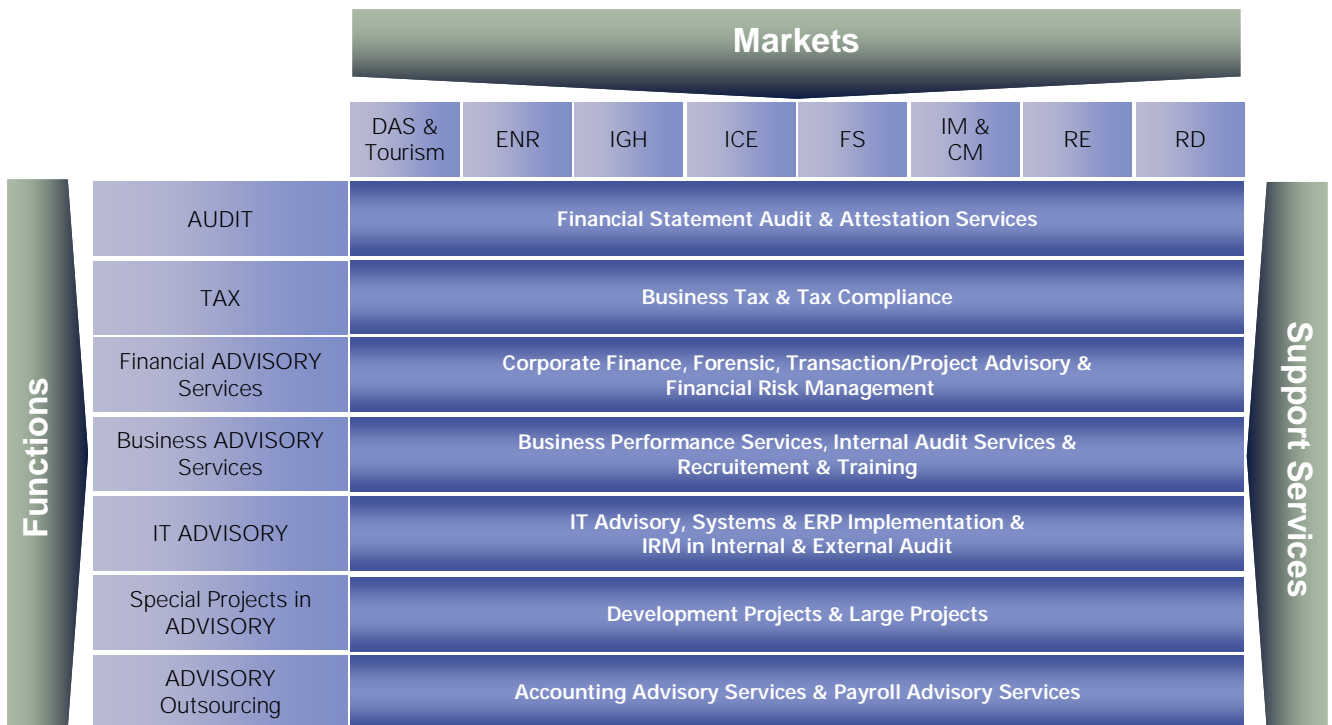 Markets
DAS &
Tourism
ENR
IGH
ICE
FS
IM &
CM
RE
RD
Functions
AUDIT
Financial Statement Audit & Attestation Services
TAX
Business Tax & Tax Compliance
Financial ADVISORY
Services
Corporate Finance, Forensic, Transaction/Project Advisory &
Financial Risk Management
Business ADVISORY
Services
Business Performance Services, Internal Audit Services &
Recruitement & Training
IT ADVISORY
IT Advisory, Systems & ERP Implementation &
IRM in Internal & External Audit
Special Projects in
ADVISORY
Development Projects & Large Projects
ADVISORY
Outsourcing
Accounting Advisory Services & Payroll Advisory Services
Support Services